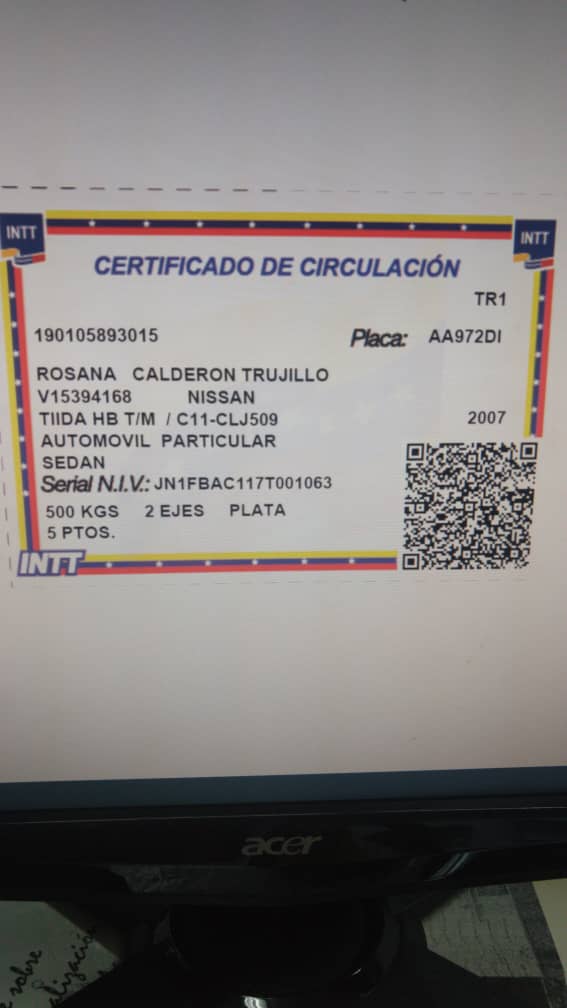 INTT
INTT
CERTIFICADO DE CIRCULACIÓN
TR1
190105893015 Placa: AA972DI
ROSANA CALDERON TRUJILLO
V15394168 NISSAN
TIIDA HB T/M / C11-CLJ509 2007
AUTOMOVIL PARTICULAR
SEDAN
Serial N.I.V.: JN1FBAC117T001063
500 KGS 2 EJES PLATA
5 PTOS.
INTT
acer
sobre